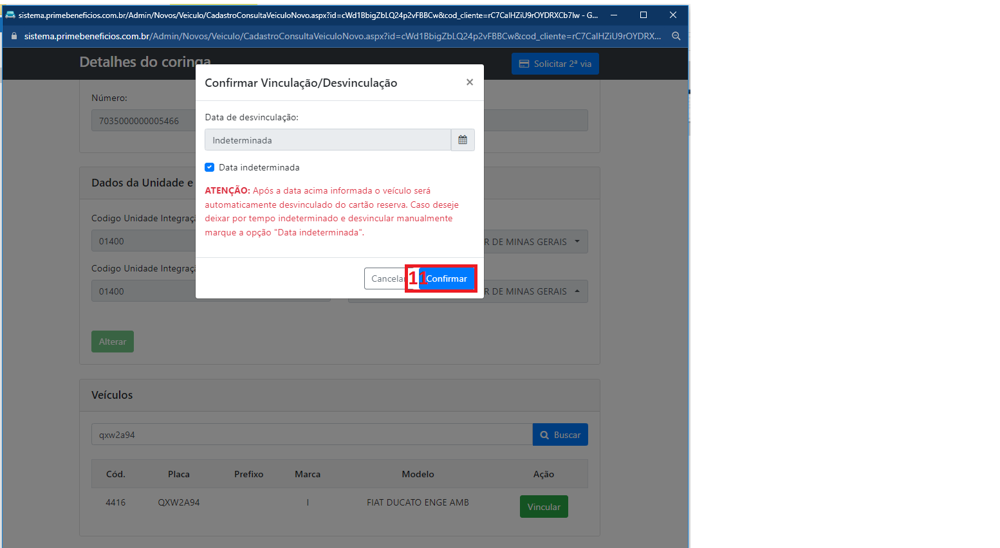 sistema.primebeneficios.com.br/Admin/Novos/Veiculo/CadastroConsultaVeiculoNovo.aspx?id=cWd1BbigZbLQ24p2vFBBCw&cod_cliente=rC7CalHZiU9rOYDRXCb7lw - G...
sistema.primebeneficios.com.br/Admin/Novos/Veiculo/CadastroConsultaVeiculoNovo.aspx?id=cWd1BbigZbLQ24p2vFBBCw&cod_cliente=rC7CalHZiU9rOYDRX...
Detalhes do coringa
Solicitar 2ª via
Confirmar Vinculação/Desvinculação
×
Número:
7035000000005466
Data de desvinculação:
Indeterminada
Data indeterminada
ATENÇÃO: Após a data acima informada o veículo será
automaticamente desvinculado do cartão reserva. Caso deseje
deixar por tempo indeterminado e desvincular manualmente
marque a opção "Data indeterminada".
Cancelar
11
Confirmar
Dados da Unidade e
Codigo Unidade Integraçã
01400
R DE MINAS GERAIS
Codigo Unidade Integraçã
01400
R DE MINAS GERAIS
Alterar
Veículos
qxw2a94
Buscar
Cód. Placa Prefixo Marca Modelo Ação
4416 QXW2A94 I FIAT DUCATO ENGE AMB Vincular